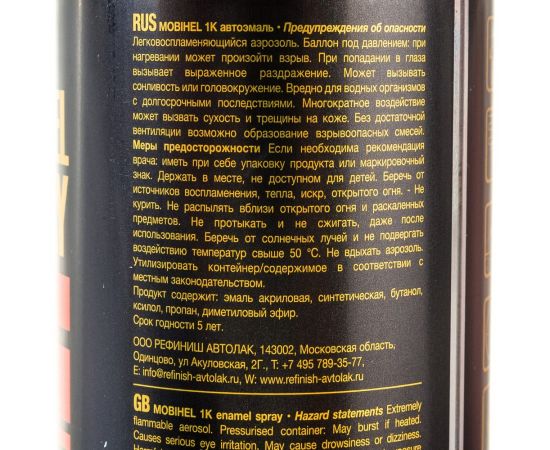 RUS MOBIHEL 1K автоэмаль • Предупреждения об опасности
Легковоспламеняющийся аэрозоль. Баллон под давлением: при
нагревании может произойти взрыв. При попадании в глаза
вызывает выраженное раздражение. Может вызывать
сонливость или головокружение. Вредно для водных организмов
с долгосрочными последствиями. Многократное воздействие
может вызвать сухость и трещины на коже. Без достаточной
вентиляции возможно образование взрывоопасных смесей.
Меры предосторожности Если необходима рекомендация
врача: иметь при себе упаковку продукта или маркировочный
знак. Держать в месте, не доступном для детей. Беречь от
источников воспламенения, тепла, искр, открытого огня. - Не
курить. Не распылять вблизи открытого огня и раскаленных
предметов. Не протыкать и не сжигать, даже после
использования. Беречь от солнечных лучей и не подвергать
воздействию температур свыше 50 °C. Не вдыхать аэрозоль.
Утилизировать контейнер/содержимое в соответствии с
местным законодательством.
Продукт содержит: эмаль акриловая, синтетическая, бутанол,
ксилол, пропан, диметиловый эфир.
Срок годности 5 лет.
ООО РЕФИНИШ АВТОЛАК, 143002, Московская область,
Одинцово, ул Акуловская, 2Г., Т: +7 495 789-35-77,
E: info@refinish-avtolak.ru, W: www.refinish-avtolak.ru
GB MOBIHEL 1K enamel spray • Hazard statements Extremely
flammable aerosol. Pressurised container: May burst if heated.
Causes serious eye irritation. May cause drowsiness or dizziness.